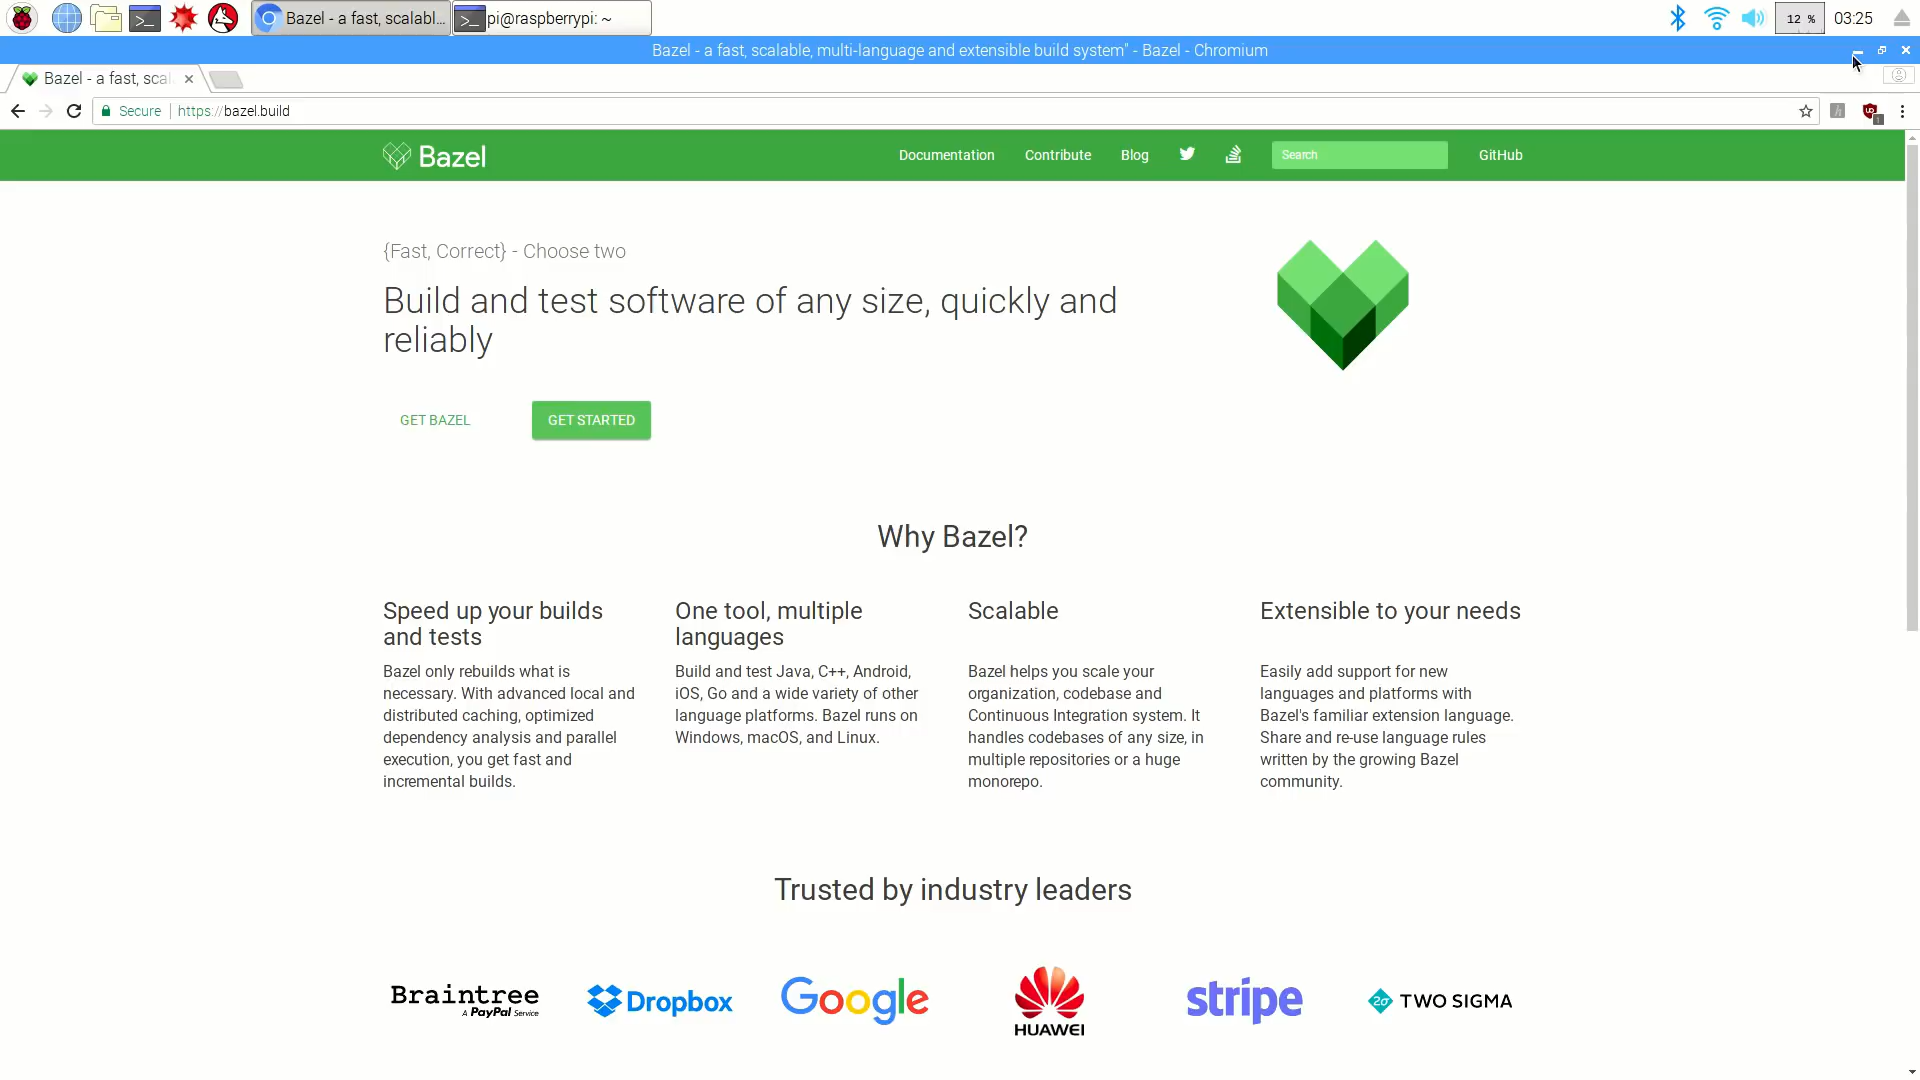 Bazel - a fast, scalabl...
pi@raspberrypi: ~
12 %
03:25
Bazel - a fast, scalable, multi-language and extensible build system" - Bazel - Chromium
Bazel - a fast, scal
Secure
https://bazel.build
Bazel
Documentation
Contribute
Blog
Search
GitHub
{Fast, Correct} - Choose two
Build and test software of any size, quickly and
reliably
GET BAZEL
GET STARTED
Why Bazel?
Speed up your builds
and tests
Bazel only rebuilds what is
necessary. With advanced local and
distributed caching, optimized
dependency analysis and parallel
execution, you get fast and
incremental builds.
One tool, multiple
languages
Build and test Java, C++, Android,
iOS, Go and a wide variety of other
language platforms. Bazel runs on
Windows, macOS, and Linux.
Scalable
Bazel helps you scale your
organization, codebase and
Continuous Integration system. It
handles codebases of any size, in
multiple repositories or a huge
monorepo.
Extensible to your needs
Easily add support for new
languages and platforms with
Bazel's familiar extension language.
Share and re-use language rules
written by the growing Bazel
community.
Trusted by industry leaders
Braintree
A PayPal Service
Dropbox
Google
HUAWEI
stripe
2σ TWO SIGMA